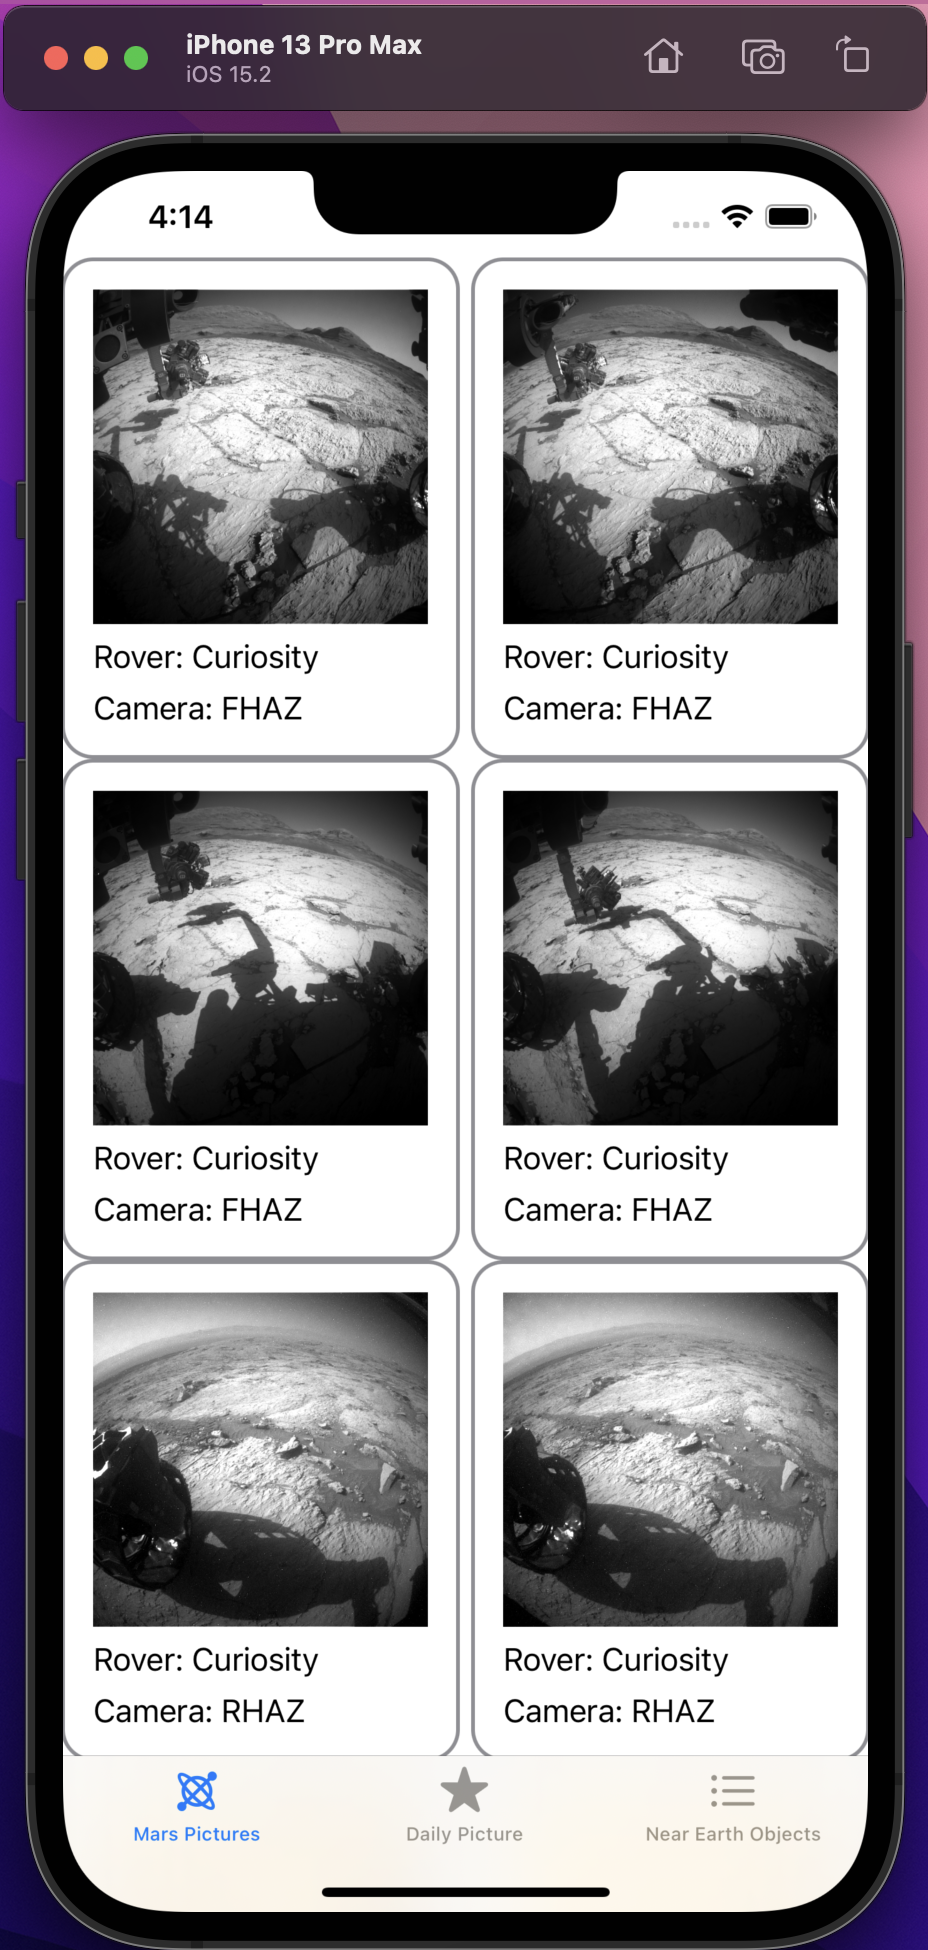 iPhone 13 Pro Max
iOS 15.2
4:14
Rover: Curiosity
Camera: FHAZ
Rover: Curiosity
Camera: FHAZ
Rover: Curiosity
Camera: FHAZ
Rover: Curiosity
Camera: FHAZ
Rover: Curiosity
Camera: RHAZ
Rover: Curiosity
Camera: RHAZ
Mars Pictures
Daily Picture
Near Earth Objects